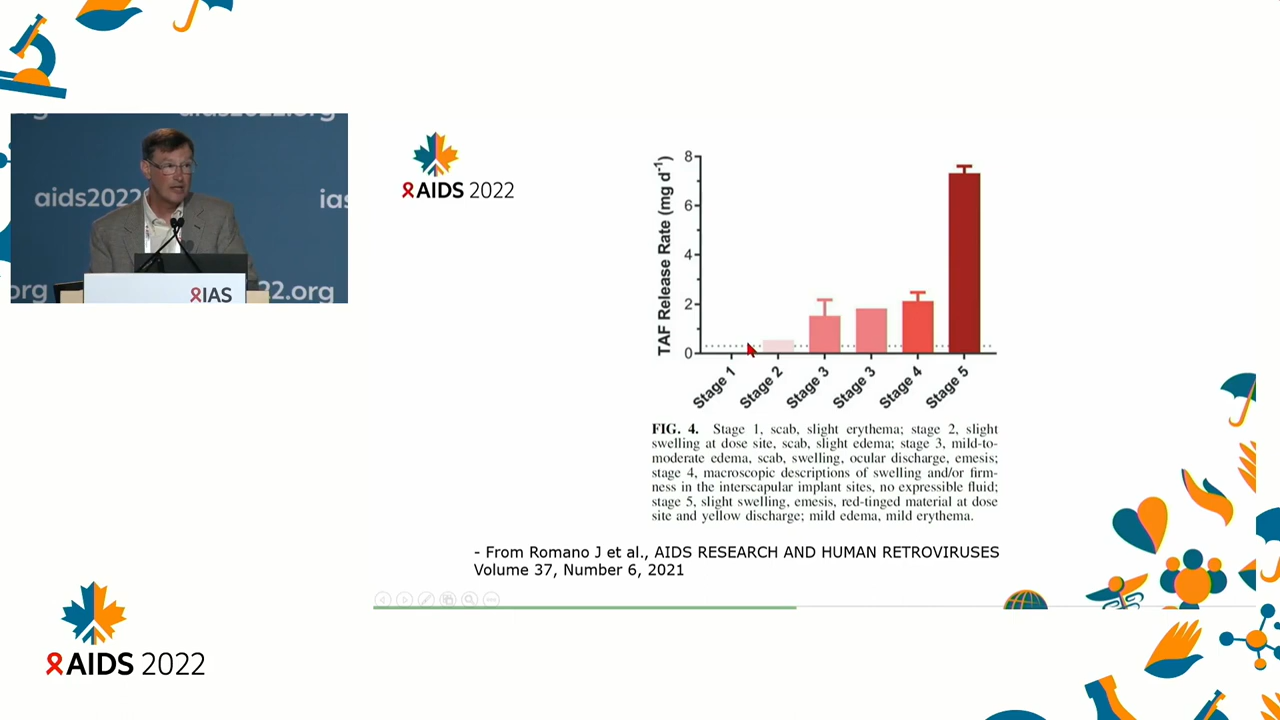 aids2022.org
aids2022
ias
org
22.org
IAS
AIDS 2022
TAF Release Rate (mg d⁻¹)
8
6
4
2
0
Stage 1
Stage 2
Stage 3
Stage 3
Stage 4
Stage 5
FIG. 4. Stage 1, scab, slight erythema; stage 2, slight
swelling at dose site, scab, slight edema; stage 3, mild-to-
moderate edema, scab, swelling, ocular discharge, emesis;
stage 4, macroscopic descriptions of swelling and/or firm-
ness in the interscapular implant sites, no expressible fluid;
stage 5, slight swelling, emesis, red-tinged material at dose
site and yellow discharge; mild edema, mild erythema.
- From Romano J et al., AIDS RESEARCH AND HUMAN RETROVIRUSES
Volume 37, Number 6, 2021
AIDS 2022